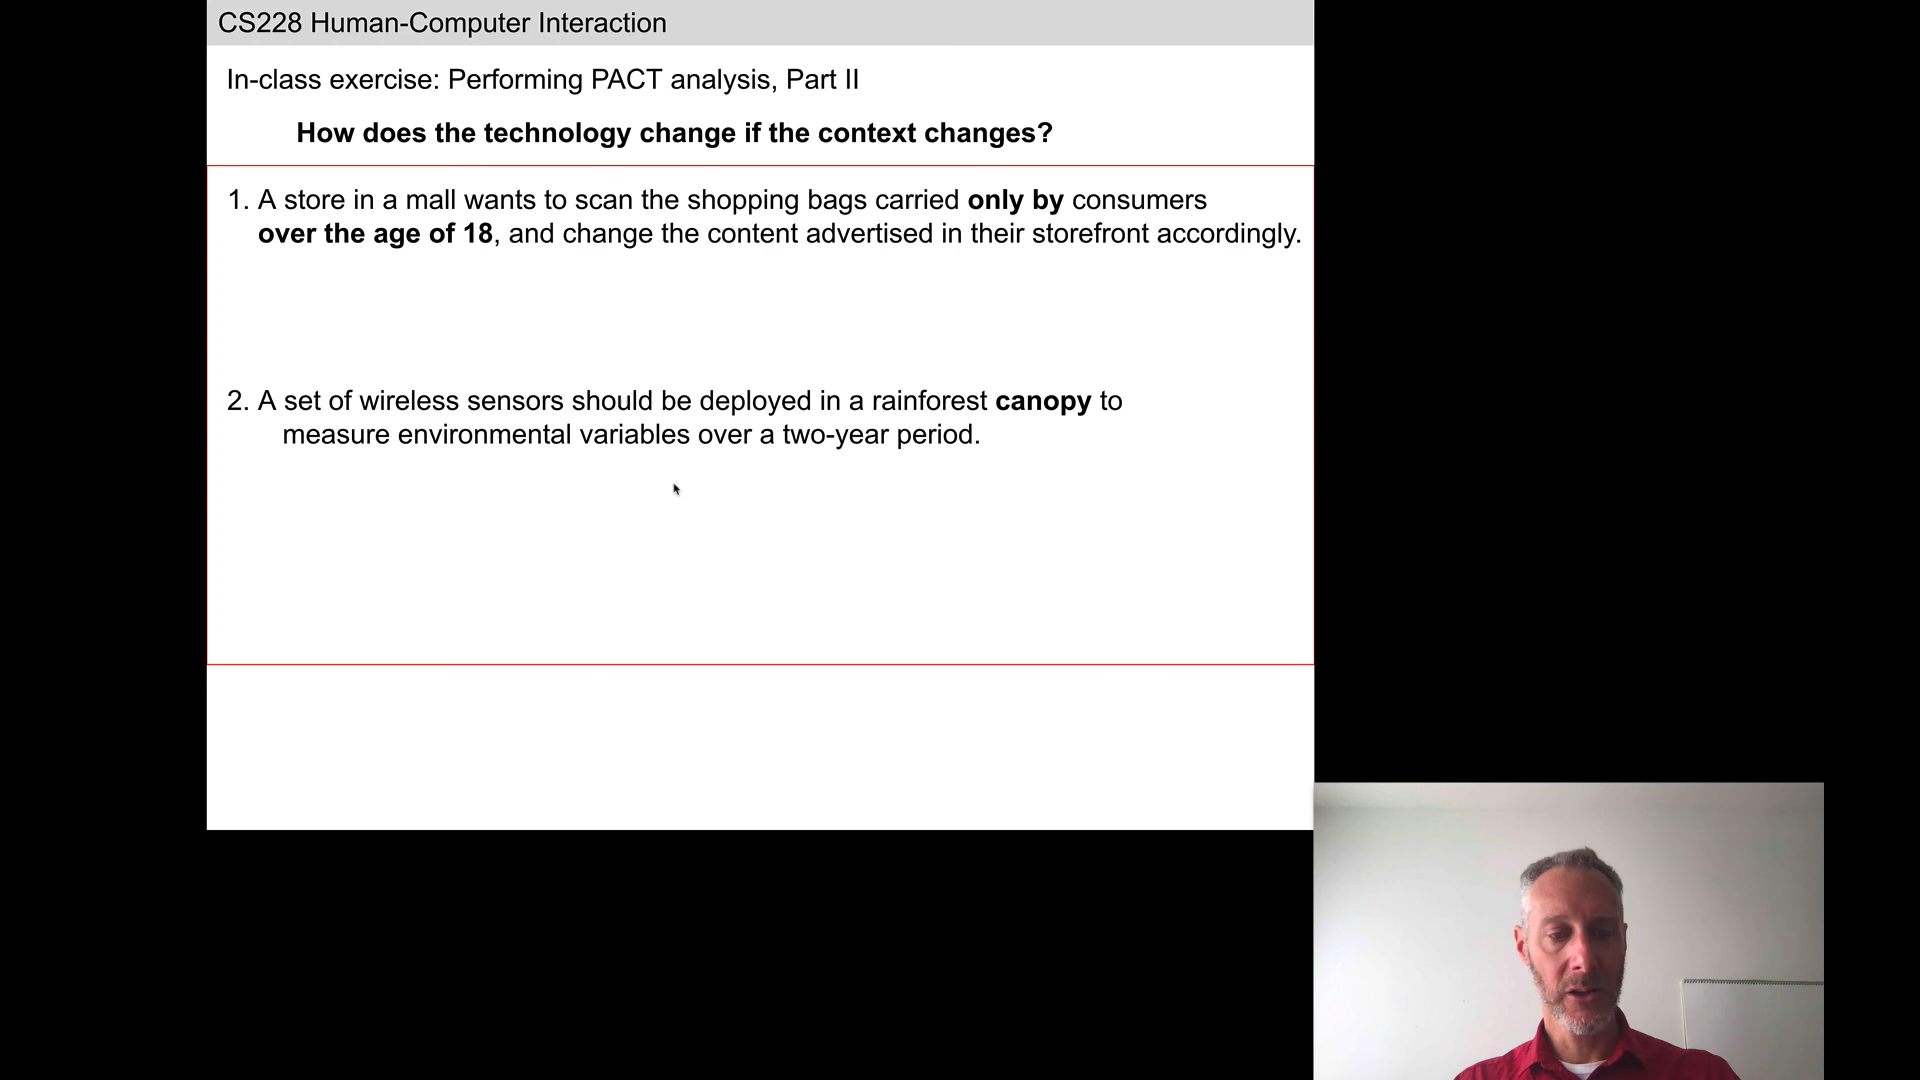 CS228 Human-Computer Interaction
In-class exercise: Performing PACT analysis, Part II
How does the technology change if the context changes?
1. A store in a mall wants to scan the shopping bags carried only by consumers
over the age of 18, and change the content advertised in their storefront accordingly.
2. A set of wireless sensors should be deployed in a rainforest canopy to
measure environmental variables over a two-year period.